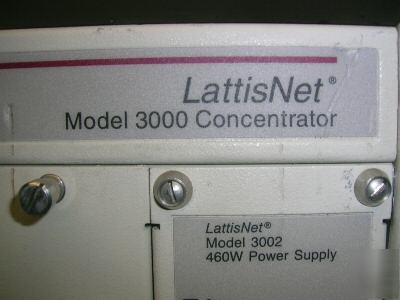 LattisNet®
Model 3000 Concentrator
LattisNet®
Model 3002
460W Power Supply